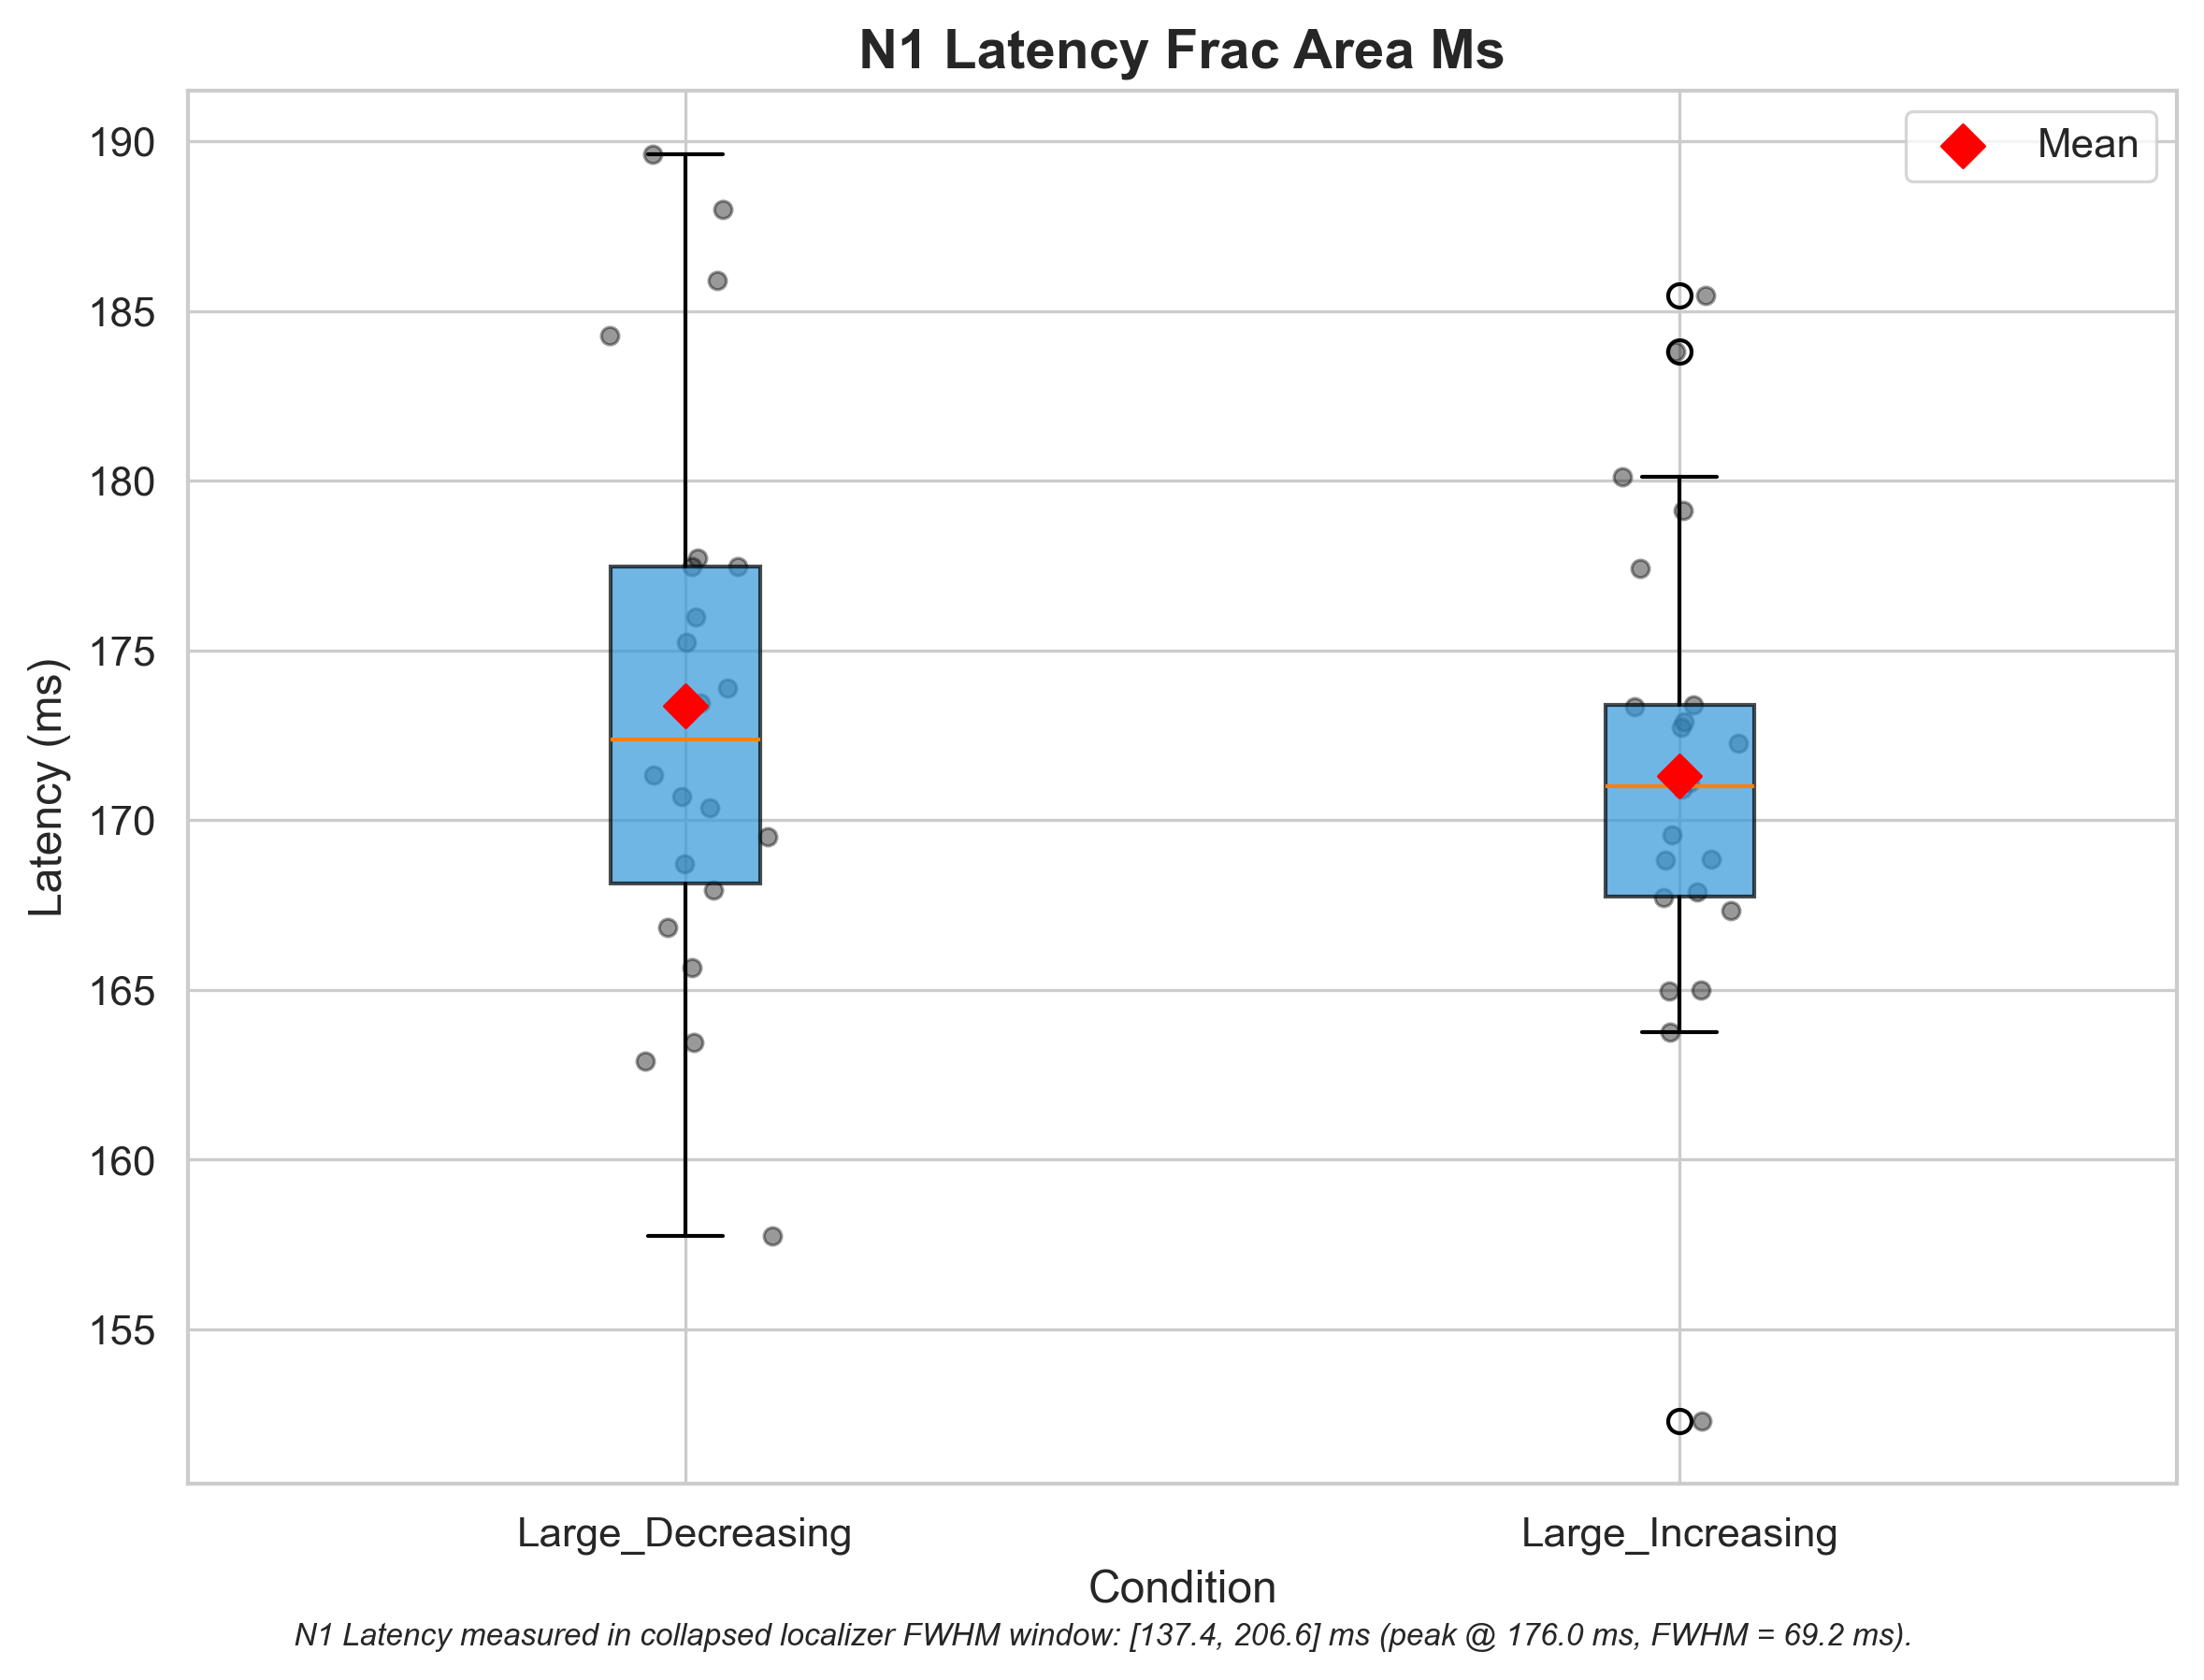 N1 Latency Frac Area Ms
Mean
190
185
180
175
170
165
160
155
Latency (ms)
Large_Decreasing
Large_Increasing
Condition
N1 Latency measured in collapsed localizer FWHM window: [137.4, 206.6] ms (peak @ 176.0 ms, FWHM = 69.2 ms).